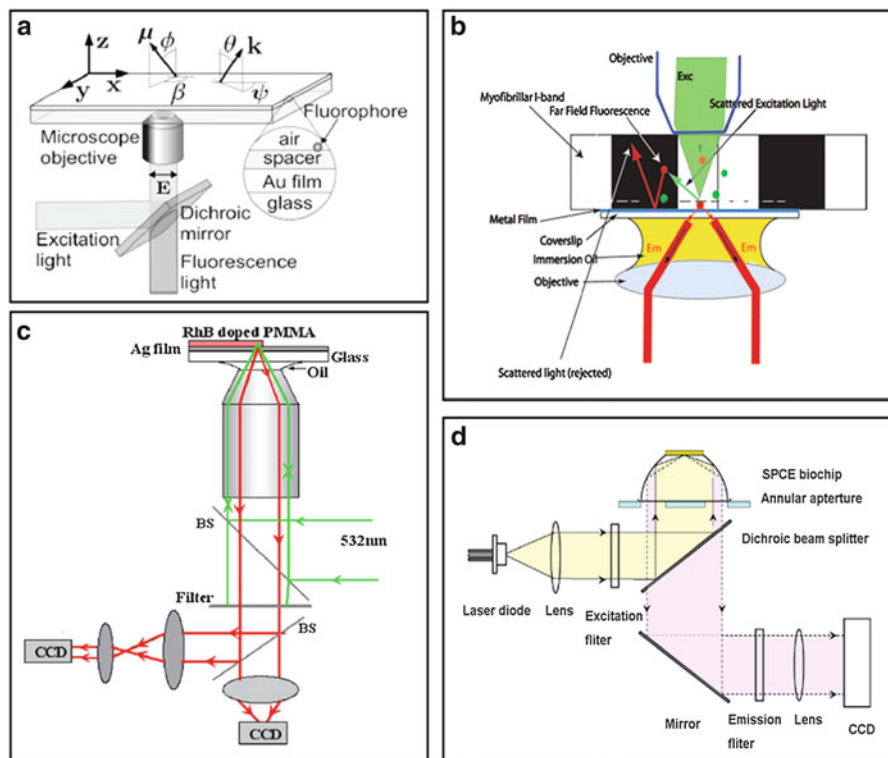 a
z
y
x
μ
ϕ
β
θ
k
ψ
Fluorophore
air
spacer
Au film
glass
Microscope
objective
E
Excitation
light
Dichroic
mirror
Fluorescence
light
b
Objective
Exc
Myofibrillar I-band
Far Field Fluorescence
Scattered Excitation Light
Metal Film
Coverslip
Immersion Oil
Objective
Em
Em
Scattered light (rejected)
c
RhB doped PMMA
Ag film
Glass
Oil
BS
532nm
Filter
BS
CCD
CCD
d
SPCE biochip
Annular apterture
Dichroic beam splitter
Laser diode
Lens
Excitation
fliter
Mirror
Emission
fliter
Lens
CCD